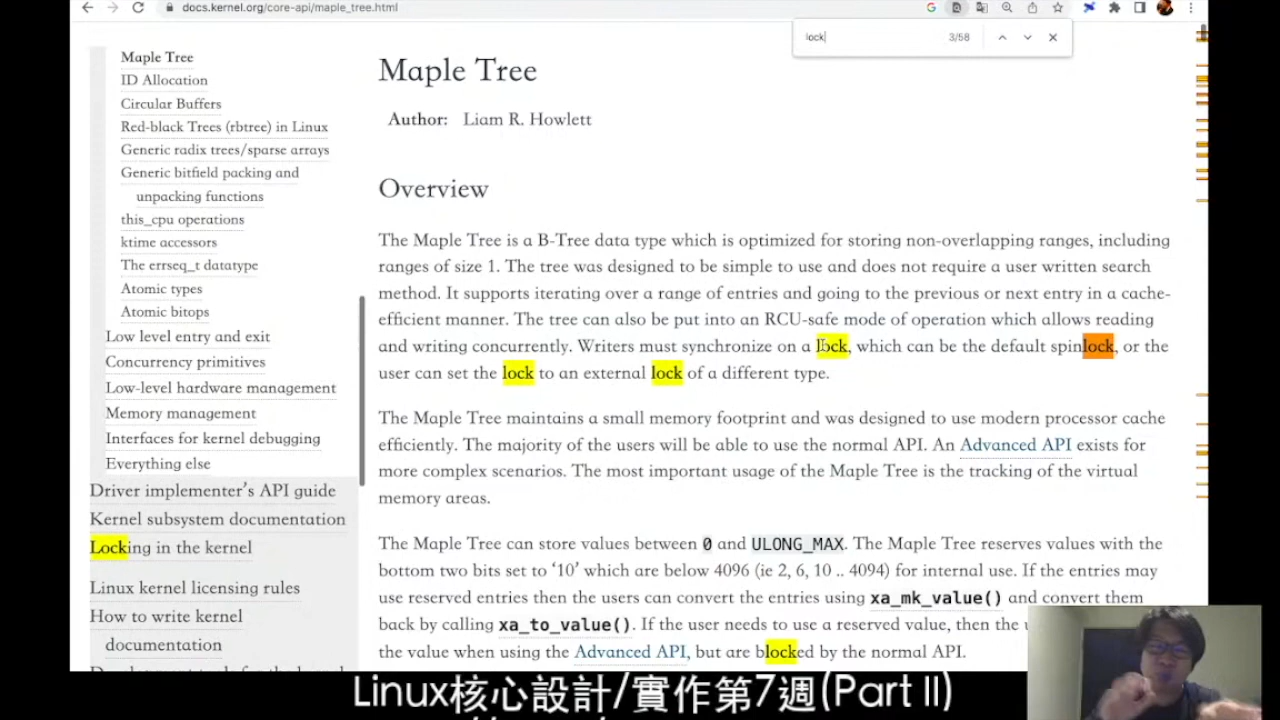 docs.kernel.org/core-api/maple_tree.html
lock
3/58
Maple Tree
ID Allocation
Circular Buffers
Red-black Trees (rbtree) in Linux
Generic radix trees/sparse arrays
Generic bitfield packing and
unpacking functions
this_cpu operations
ktime accessors
The errseq_t datatype
Atomic types
Atomic bitops
Low level entry and exit
Concurrency primitives
Low-level hardware management
Memory management
Interfaces for kernel debugging
Everything else
Driver implementer's API guide
Kernel subsystem documentation
Locking in the kernel
Linux kernel licensing rules
How to write kernel
documentation
Maple Tree
Author: Liam R. Howlett
Overview
The Maple Tree is a B-Tree data type which is optimized for storing non-overlapping ranges, including
ranges of size 1. The tree was designed to be simple to use and does not require a user written search
method. It supports iterating over a range of entries and going to the previous or next entry in a cache-
efficient manner. The tree can also be put into an RCU-safe mode of operation which allows reading
and writing concurrently. Writers must synchronize on a lock, which can be the default spinlock, or the
user can set the lock to an external lock of a different type.
The Maple Tree maintains a small memory footprint and was designed to use modern processor cache
efficiently. The majority of the users will be able to use the normal API. An Advanced API exists for
more complex scenarios. The most important usage of the Maple Tree is the tracking of the virtual
memory areas.
The Maple Tree can store values between 0 and ULONG_MAX. The Maple Tree reserves values with the
bottom two bits set to '10' which are below 4096 (ie 2, 6, 10 .. 4094) for internal use. If the entries may
use reserved entries then the users can convert the entries using xa_mk_value() and convert them
back by calling xa_to_value(). If the user needs to use a reserved value, then the
the value when using the Advanced API, but are blocked by the normal API.
Linux核心設計/實作第7週(Part II)